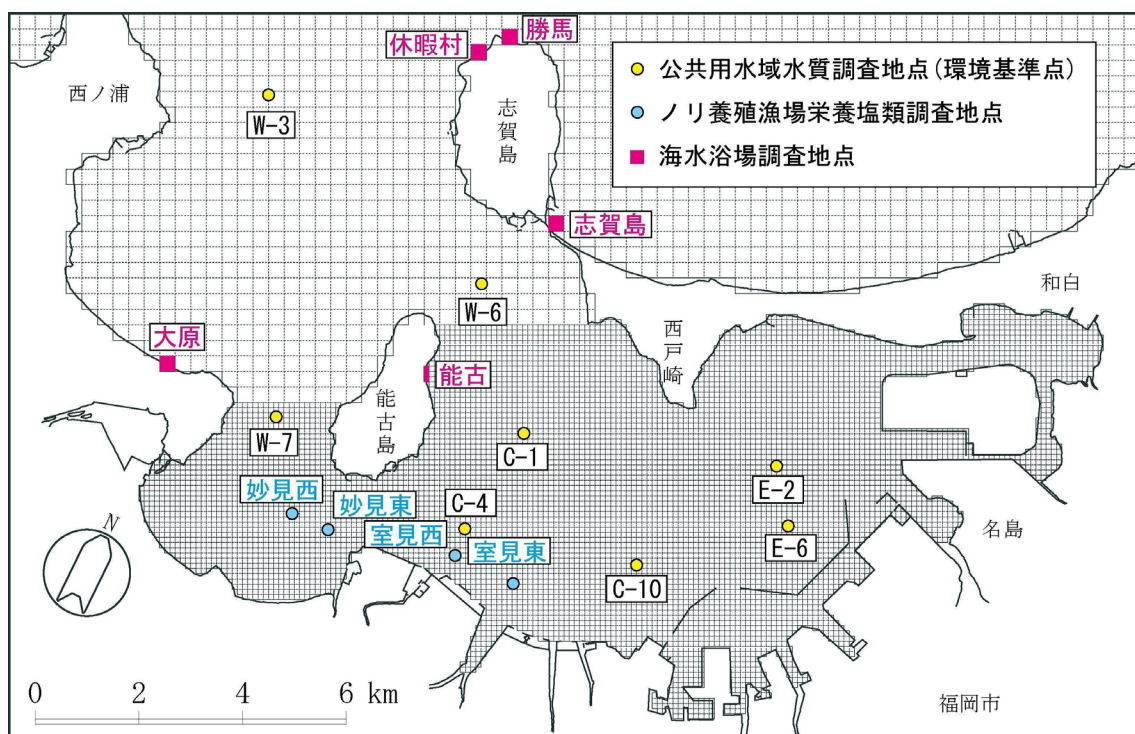 勝馬
休暇村
公共用水域水質調査地点(環境基準点)
西ノ浦
志賀島
W-3
ノリ養殖漁場栄養塩類調査地点
海水浴場調査地点
志賀島
和白
W-6
西戸崎
大原
能古
能古島
W-7
C-1
妙見西
妙見東
C-4
E-2
室見西
室見東
名島
E-6
N
C-10
0 2 4 6 km
福岡市